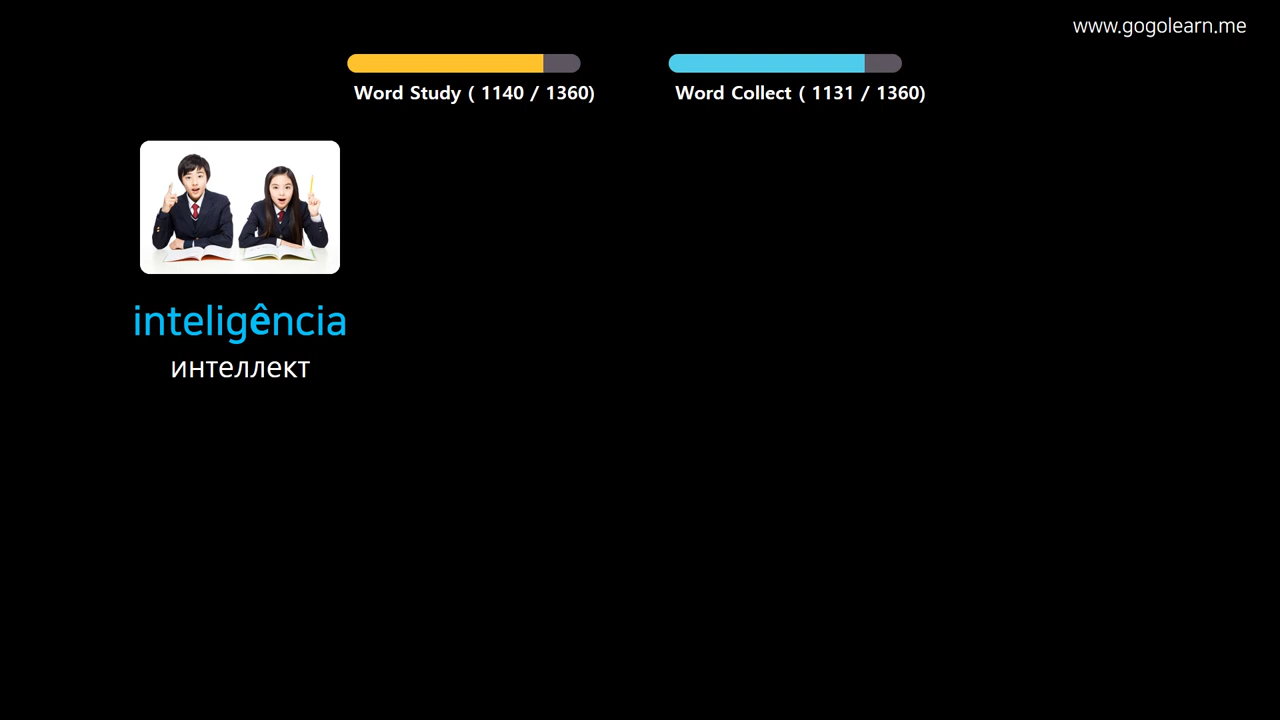 www.gogolearn.me
Word Study ( 1140 / 1360)
Word Collect ( 1131 / 1360)
inteligência
интеллект